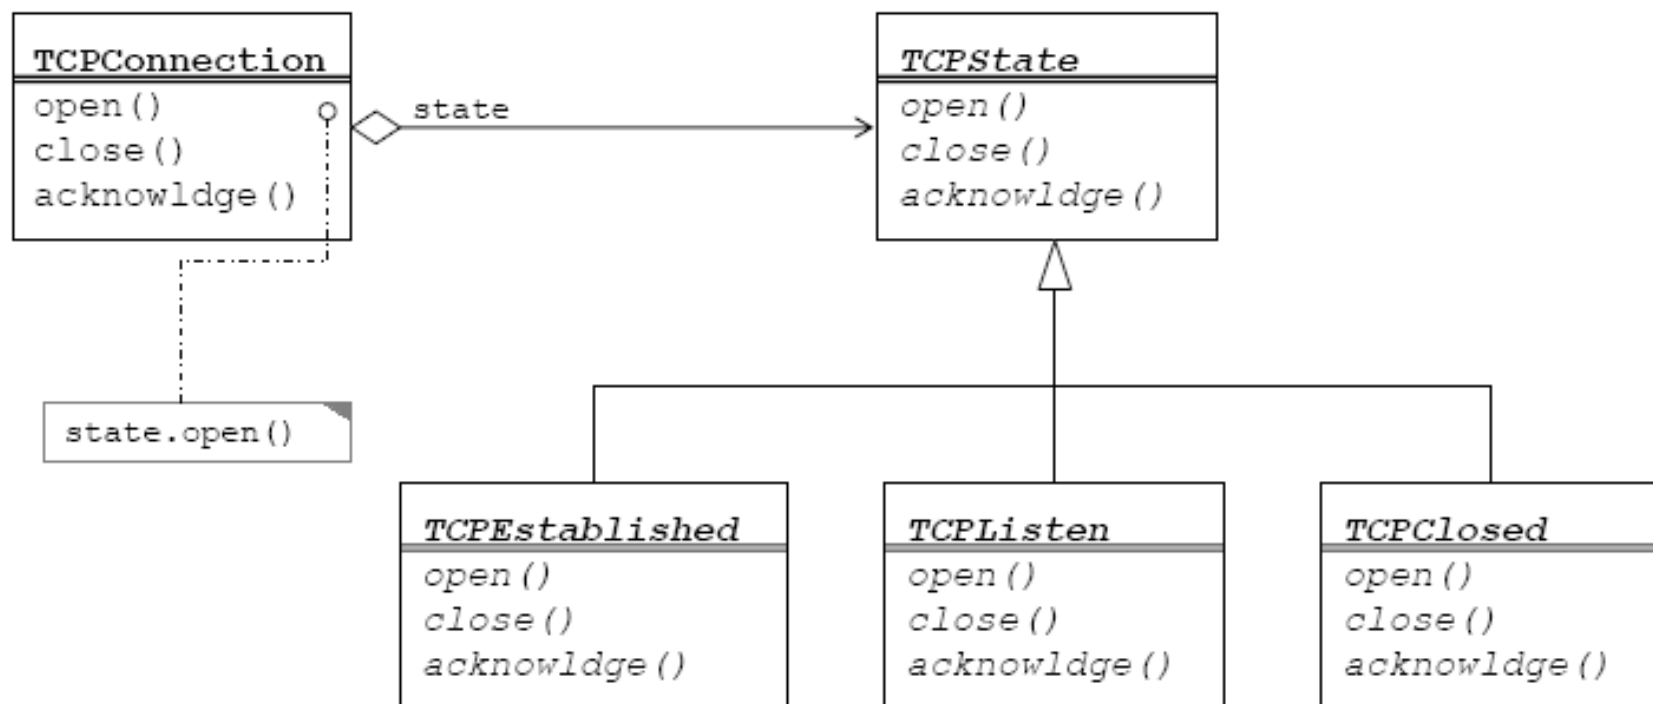 TCPConnection
open()
close()
acknowldge()
state
TCPState
open()
close()
acknowldge()
state.open()
TCPEstablished
open()
close()
acknowldge()
TCPListen
open()
close()
acknowldge()
TCPClosed
open()
close()
acknowldge()